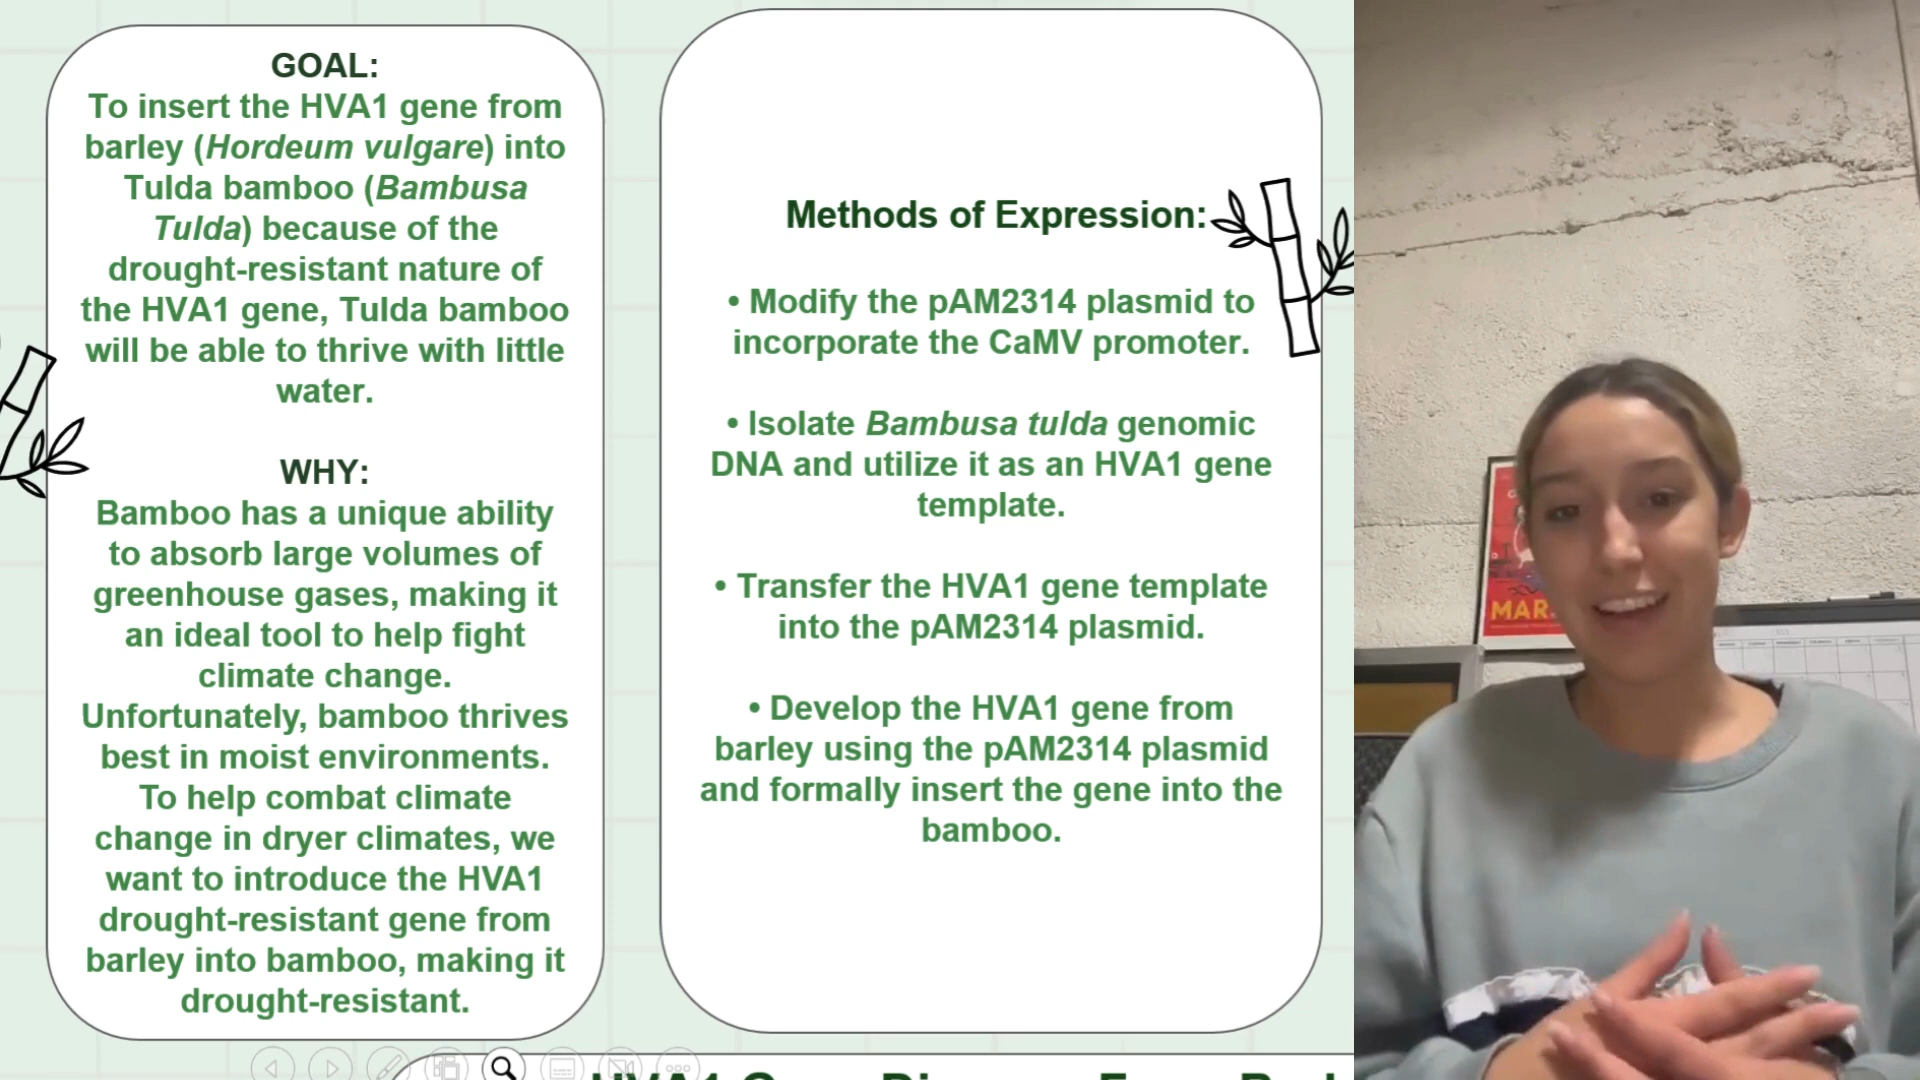 GOAL:
To insert the HVA1 gene from
barley (Hordeum vulgare) into
Tulda bamboo (Bambusa
Tulda) because of the
drought-resistant nature of
the HVA1 gene, Tulda bamboo
will be able to thrive with little
water.
WHY:
Bamboo has a unique ability
to absorb large volumes of
greenhouse gases, making it
an ideal tool to help fight
climate change.
Unfortunately, bamboo thrives
best in moist environments.
To help combat climate
change in dryer climates, we
want to introduce the HVA1
drought-resistant gene from
barley into bamboo, making it
drought-resistant.
Methods of Expression:
• Modify the pAM2314 plasmid to
incorporate the CaMV promoter.
• Isolate Bambusa tulda genomic
DNA and utilize it as an HVA1 gene
template.
• Transfer the HVA1 gene template
into the pAM2314 plasmid.
• Develop the HVA1 gene from
barley using the pAM2314 plasmid
and formally insert the gene into the
bamboo.
MAR